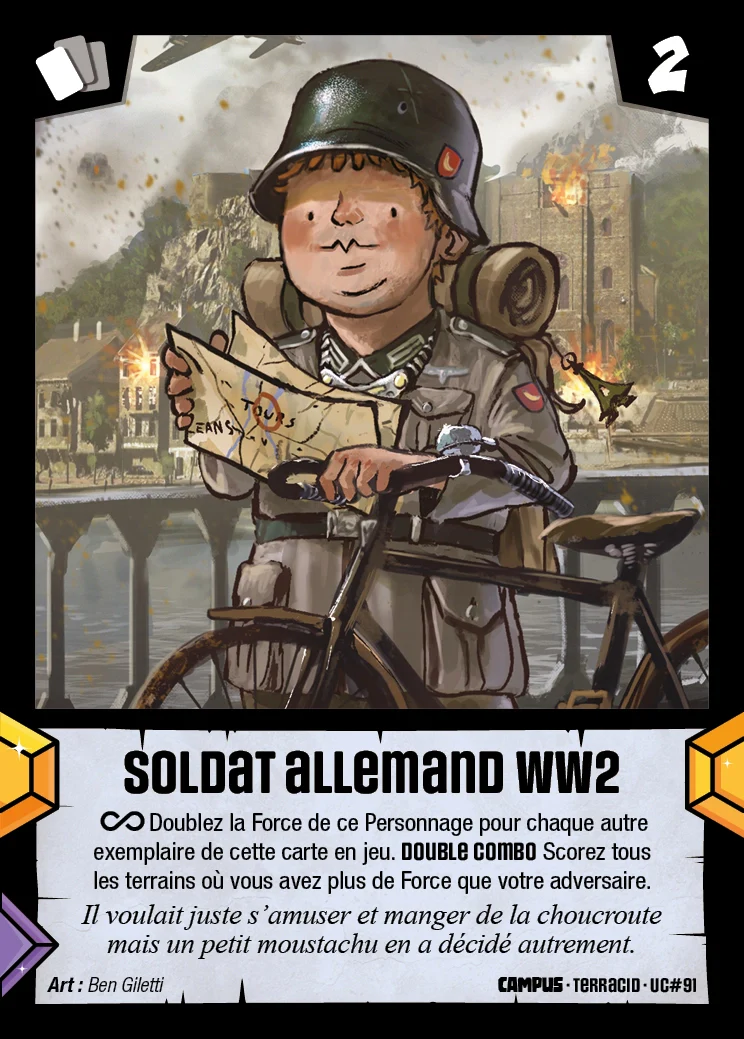 2
TOURS
EANS
SOLDAT ALLEMAND WW2
∞ Doublez la Force de ce Personnage pour chaque autre
exemplaire de cette carte en jeu. DOUBLE COMBO Scorez tous
les terrains où vous avez plus de Force que votre adversaire.
Il voulait juste s’amuser et manger de la choucroute
mais un petit moustachu en a décidé autrement.
Art : Ben Giletti
CAMPUS · TERRACID · UC#91